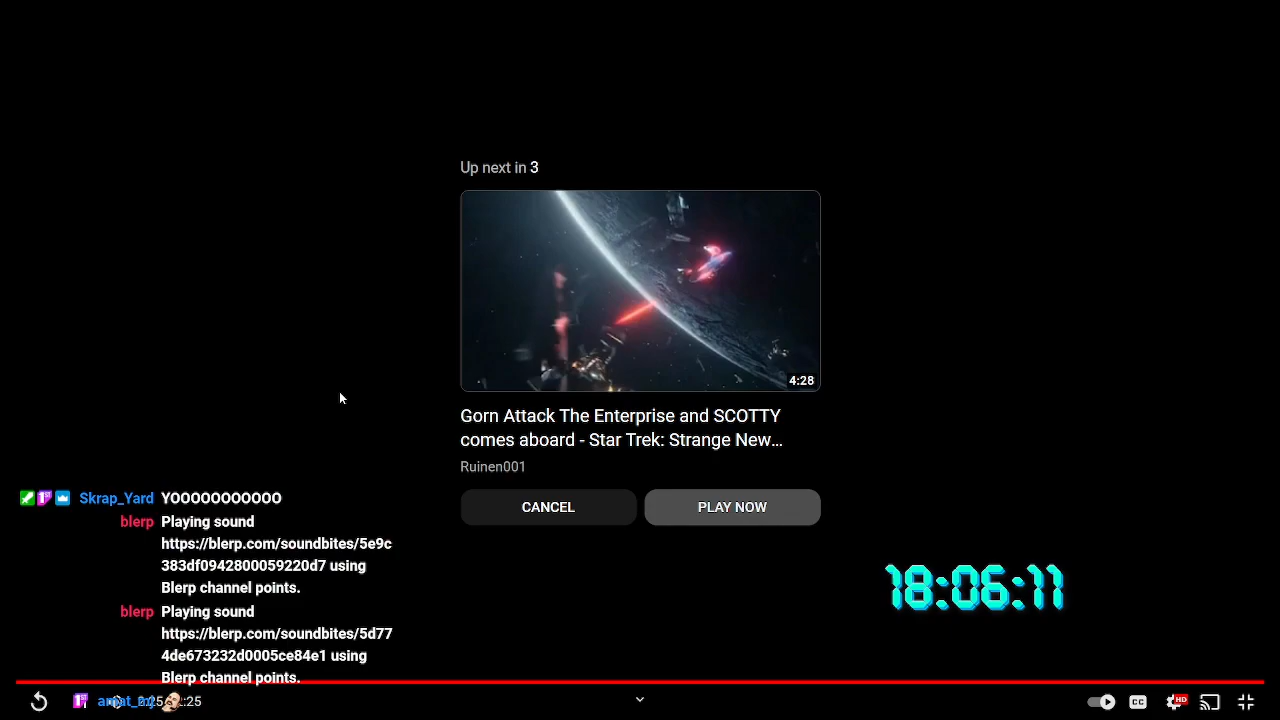 Up next in 3
4:28
Gorn Attack The Enterprise and SCOTTY
comes aboard - Star Trek: Strange New...
Ruinen001
CANCEL
PLAY NOW
Skrap_Yard YOOOOOOOOOOO
blerp Playing sound
https://blerp.com/soundbites/5e9c
383df0942800059220d7 using
Blerp channel points.
blerp Playing sound
https://blerp.com/soundbites/5d77
4de673232d0005ce84e1 using
Blerp channel points.
18:06:11
CC
HD